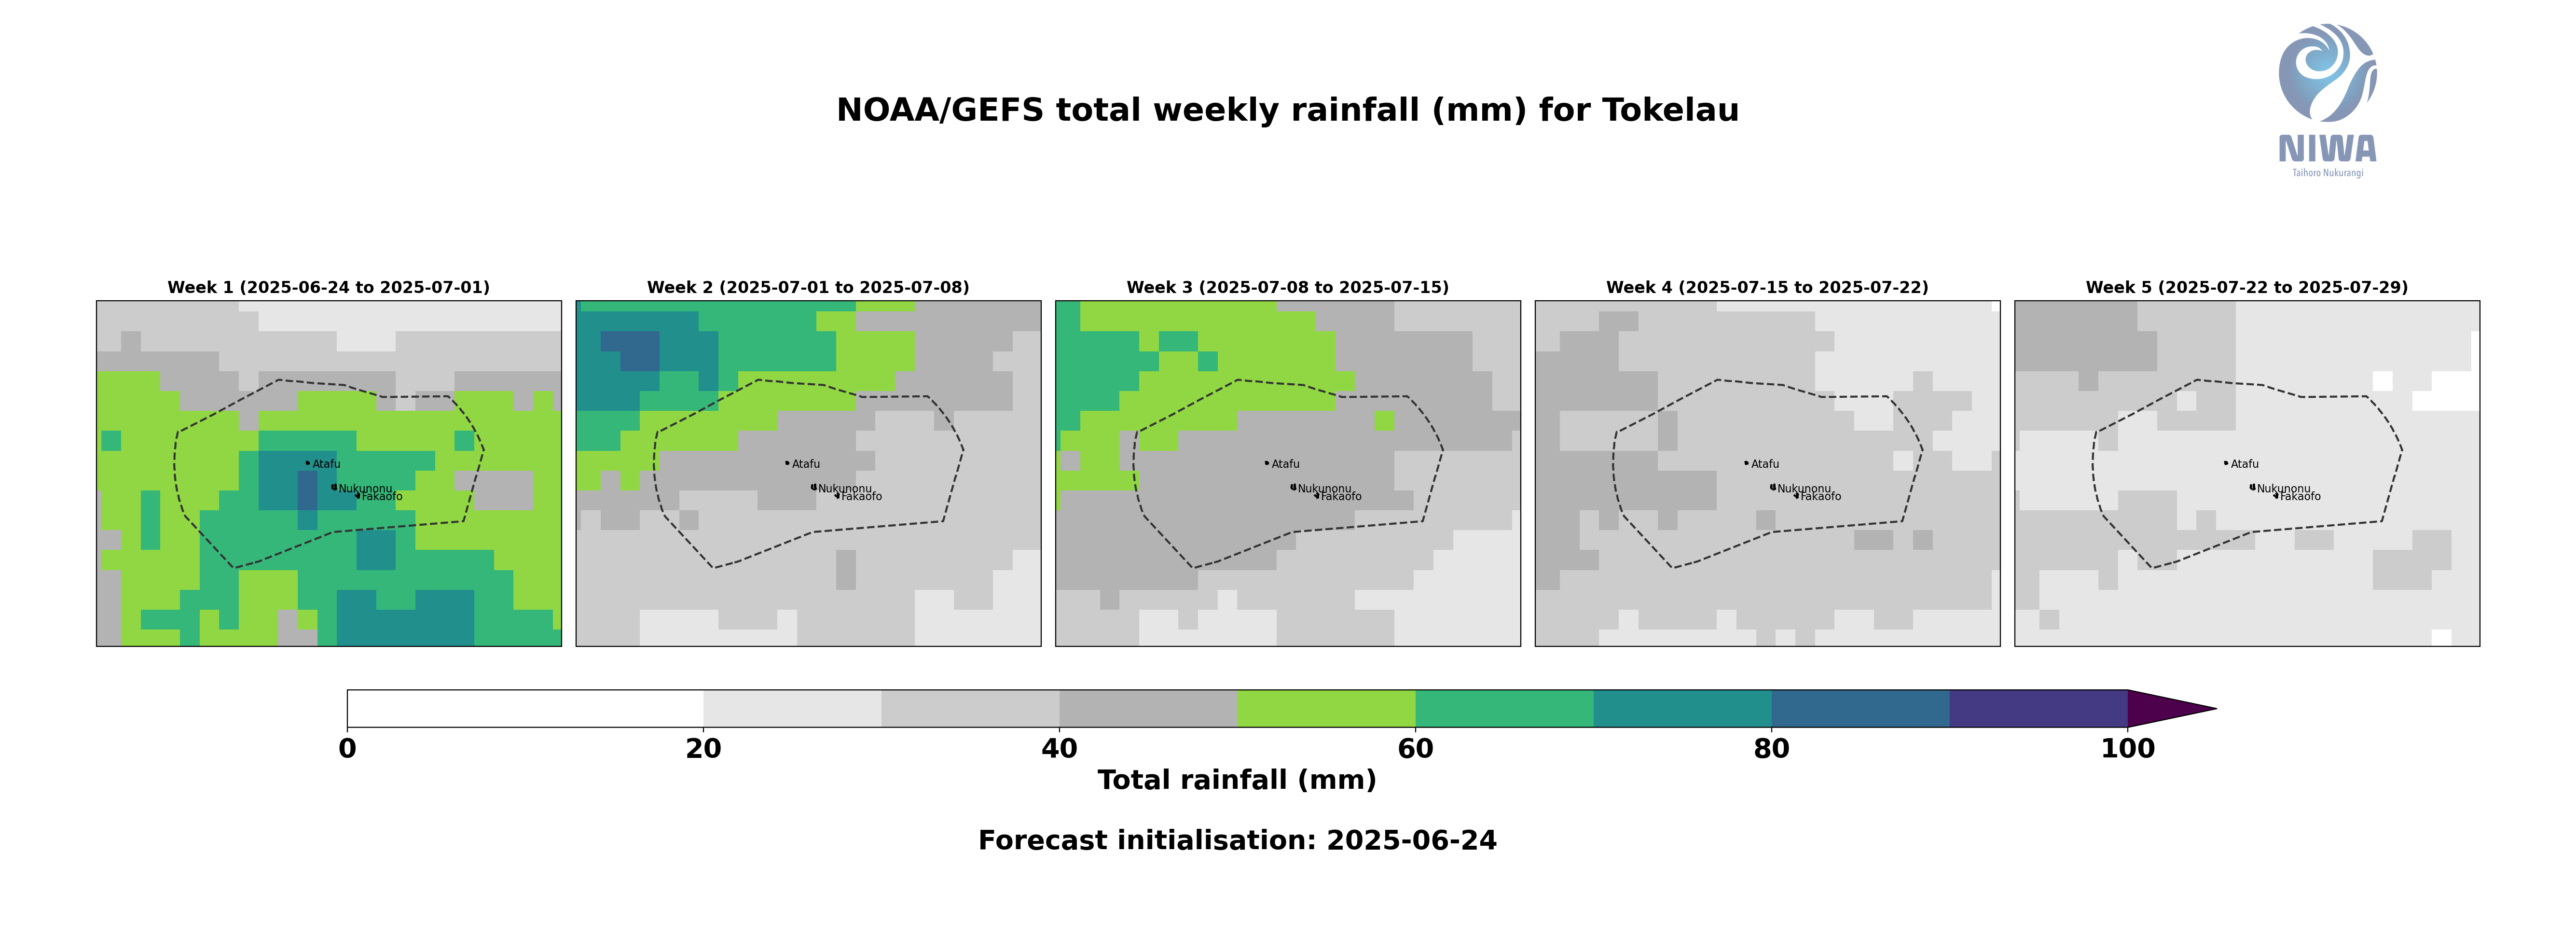 NOAA/GEFS total weekly rainfall (mm) for Tokelau
NIWA
Taihoro Nukurangi
Week 1 (2025-06-24 to 2025-07-01)
Week 2 (2025-07-01 to 2025-07-08)
Week 3 (2025-07-08 to 2025-07-15)
Week 4 (2025-07-15 to 2025-07-22)
Week 5 (2025-07-22 to 2025-07-29)
Atafu
Nukunonu
Fakaofo
Atafu
Nukunonu
Fakaofo
Atafu
Nukunonu
Fakaofo
Atafu
Nukunonu
Fakaofo
Atafu
Nukunonu
Fakaofo
0 20 40 60 80 100
Total rainfall (mm)
Forecast initialisation: 2025-06-24